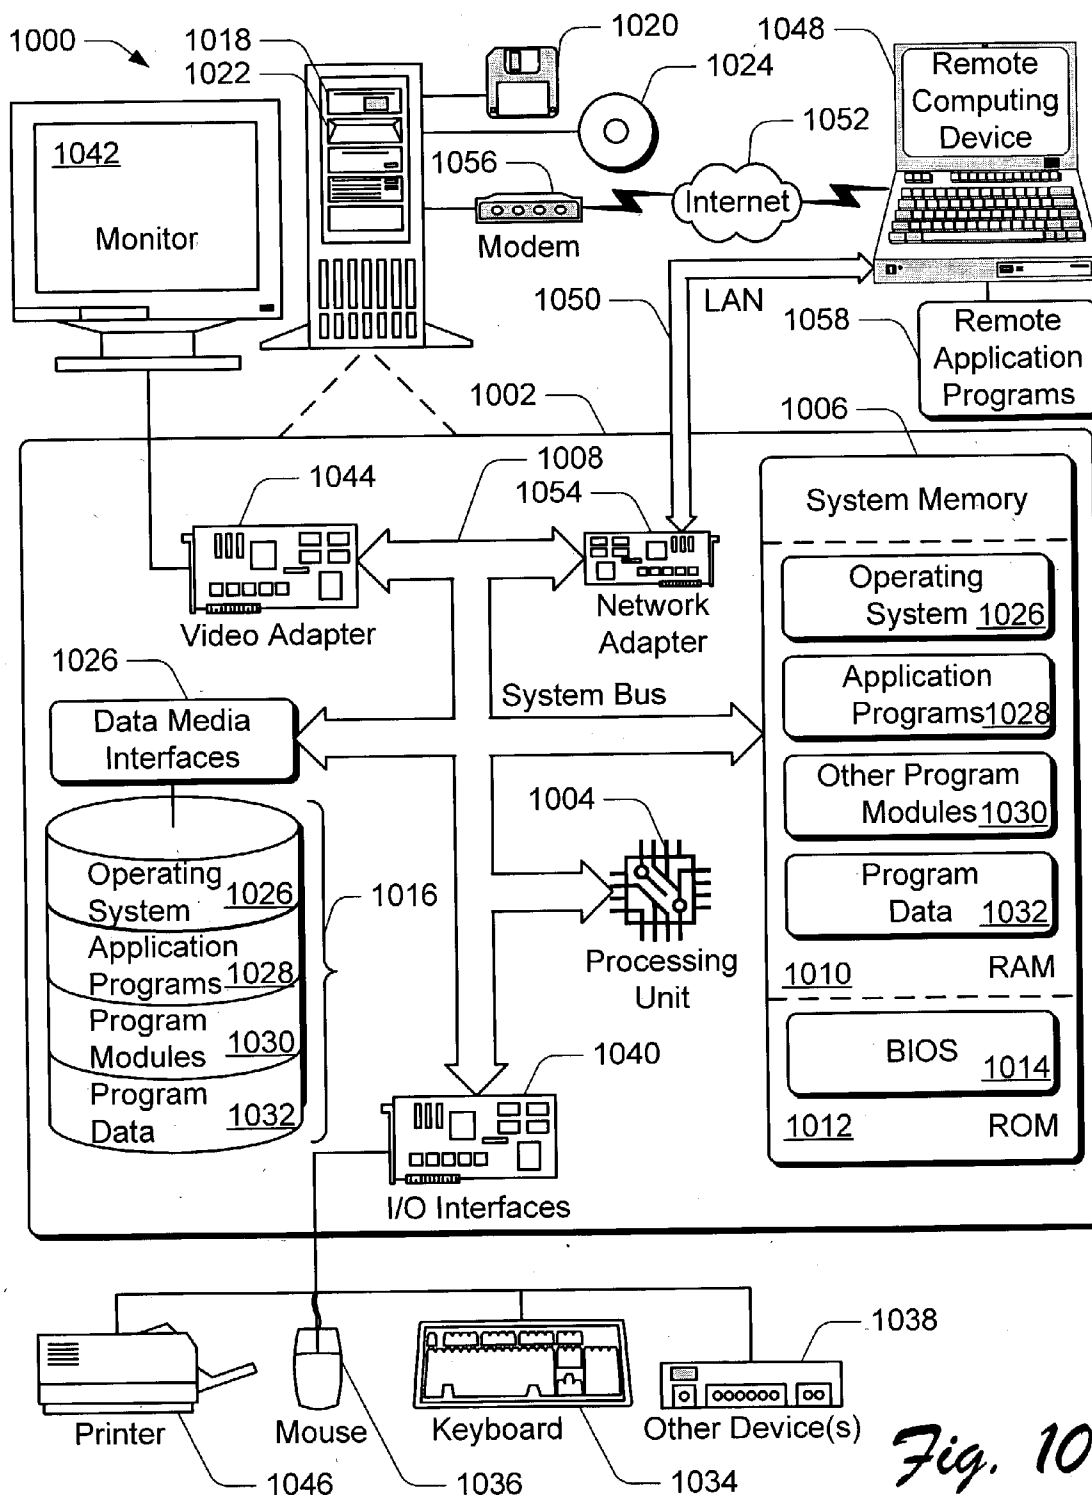 1000
1018
1022
1020
1024
1048
Remote
Computing
Device
1042
Monitor
1056
Modem
1052
Internet
1050
LAN
1058
Remote
Application
Programs
1002
1006
1008
1044
1054
System Memory
Video Adapter
Network
Adapter
Operating
System 1026
1026
Data Media
Interfaces
System Bus
Application
Programs 1028
Other Program
Modules 1030
1004
Operating
System 1026
1016
Program
Data 1032
Application
Programs 1028
Processing
Unit
1010 RAM
Program
Modules 1030
1040
BIOS 1014
Program
Data 1032
1012 ROM
I/O Interfaces
1038
Printer
Mouse
Keyboard
Other Device(s)
1046
1036
1034
Fig. 10